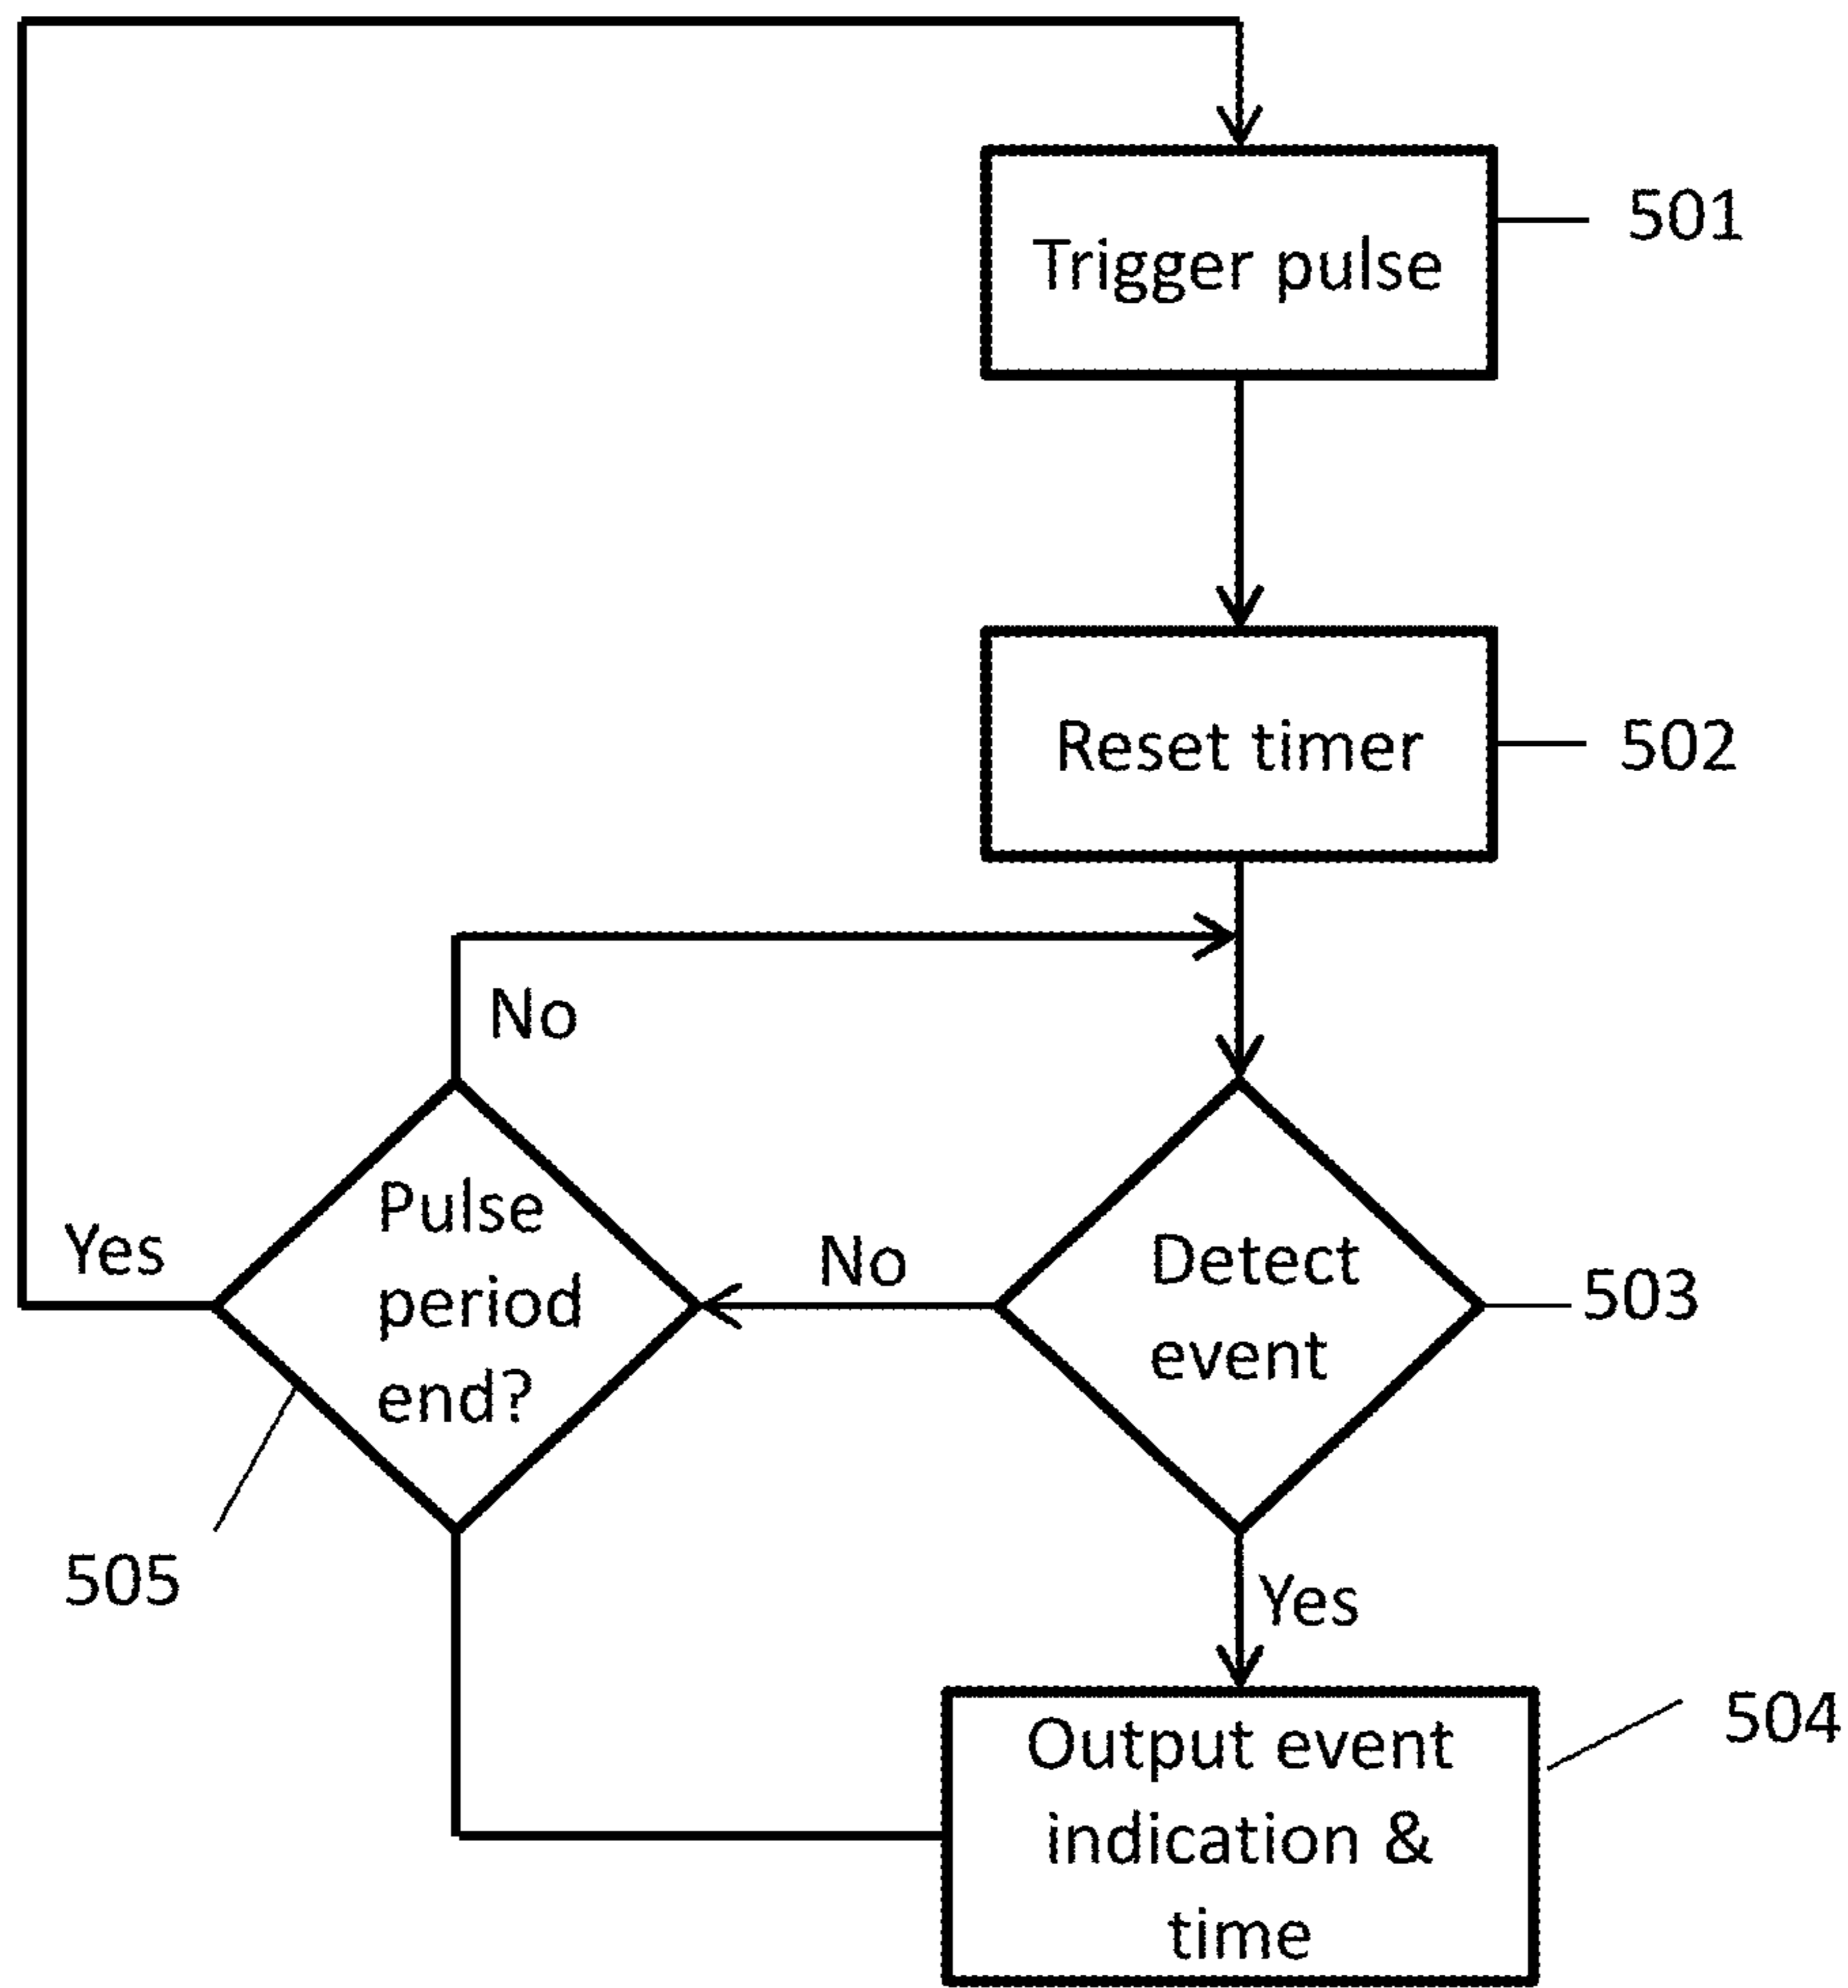 Trigger pulse
501
Reset timer
502
No
Pulse
period
end?
Yes
No
Detect
event
503
505
Yes
Output event
indication &
time
504